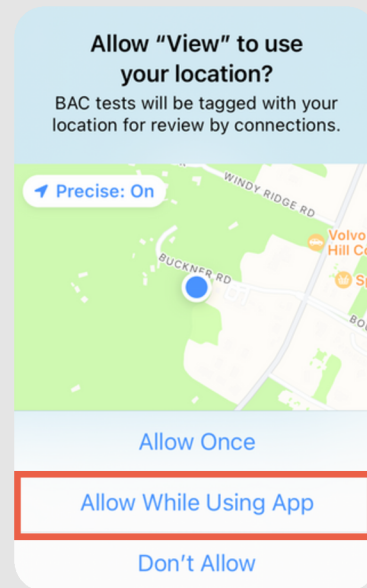 Allow “View” to use
your location?
BAC tests will be tagged with your
location for review by connections.
Precise: On
WINDY RIDGE RD
Volvo
Hill Co
BUCKNER RD
Allow Once
Allow While Using App
Don’t Allow